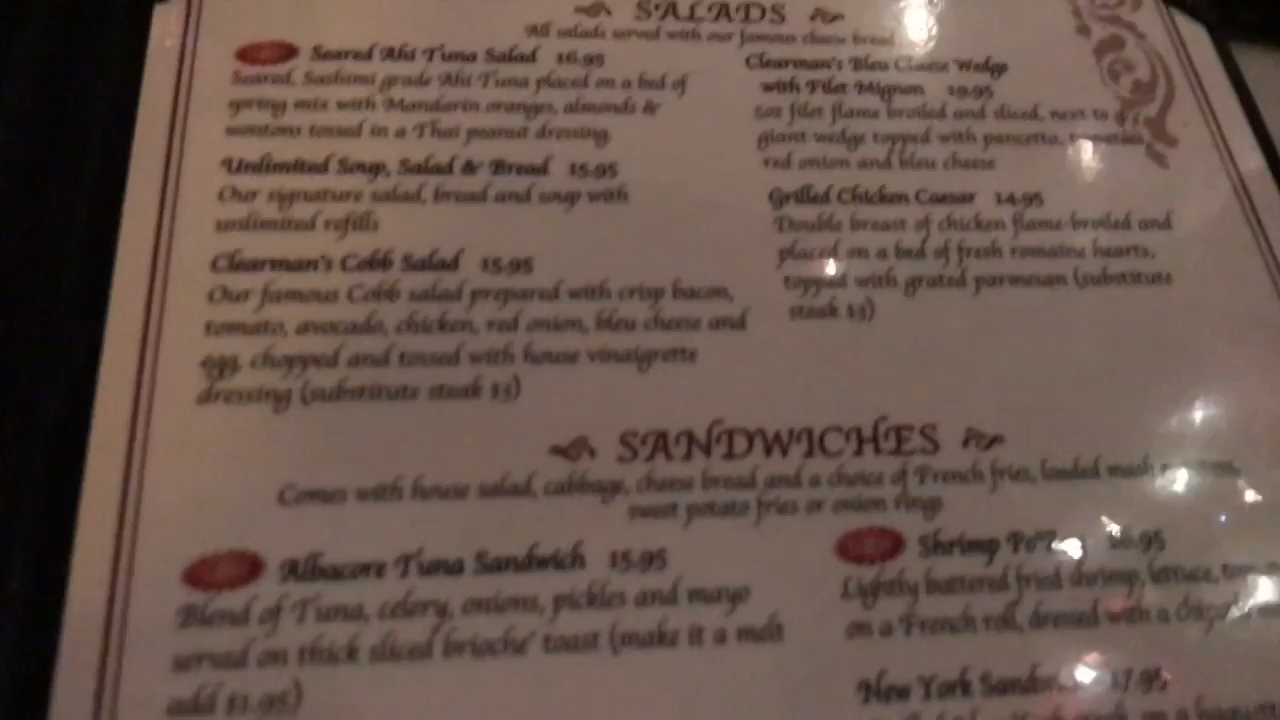 SALADS
All salads served with our famous cheese bread
Seared Ahi Tuna Salad 16.95
Seared, Sashimi grade Ahi Tuna placed on a bed of
spring mix with Mandarin oranges, almonds &
wontons tossed in a Thai peanut dressing
Unlimited Soup, Salad & Bread 15.95
Our signature salad, bread and soup with
unlimited refills
Clearman's Cobb Salad 15.95
Our famous Cobb salad prepared with crisp bacon,
tomato, avocado, chicken, red onion, bleu cheese and
egg, chopped and tossed with house vinaigrette
dressing (substitute steak $3)
Clearman's Bleu Cheese Wedge
with Filet Mignon 19.95
5oz filet flame broiled and sliced, next to a
giant wedge topped with pancetta, tomatoes
red onion and bleu cheese
Grilled Chicken Caesar 14.95
Double breast of chicken flame-broiled and
placed on a bed of fresh romaine hearts,
topped with grated parmesan (substitute
steak $3)
SANDWICHES
Comes with house salad, cabbage, cheese bread and a choice of French fries, loaded mash
sweet potato fries or onion rings
Albacore Tuna Sandwich 15.95
Blend of Tuna, celery, onions, pickles and mayo
served on thick sliced brioche' toast (make it a melt
add $1.95)
Shrimp
Lightly battered fried shrimp, lettuce,
on a French roll, dressed with a
New York 17.95